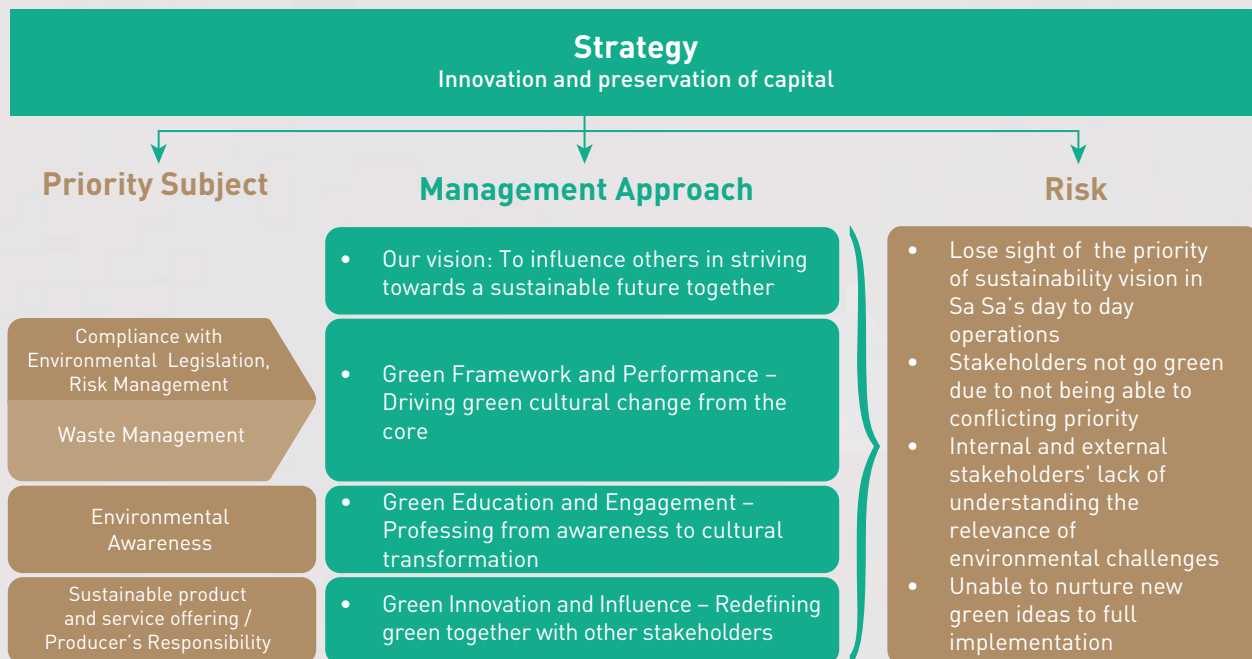 Strategy
Innovation and preservation of capital
Priority Subject
Compliance with
Environmental Legislation,
Risk Management
Waste Management
Environmental
Awareness
Sustainable product
and service offering /
Producer's Responsibility
Management Approach
• Our vision: To influence others in striving
towards a sustainable future together
• Green Framework and Performance –
Driving green cultural change from the
core
• Green Education and Engagement –
Professing from awareness to cultural
transformation
• Green Innovation and Influence – Redefining
green together with other stakeholders
Risk
• Lose sight of the priority
of sustainability vision in
Sa Sa's day to day
operations
• Stakeholders not go green
due to not being able to
conflicting priority
• Internal and external
stakeholders' lack of
understanding the
relevance of
environmental challenges
• Unable to nurture new
green ideas to full
implementation